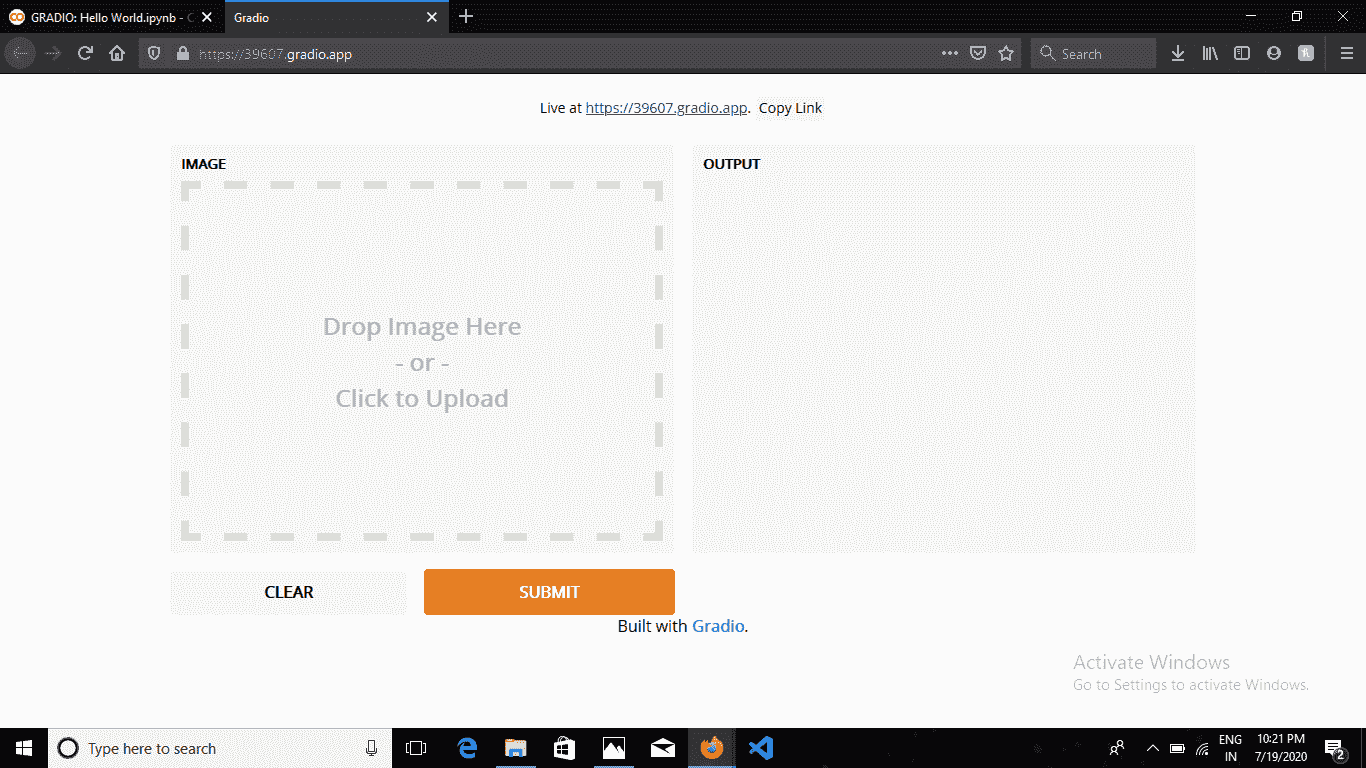 GRADIO: Hello World.ipynb - C
Gradio
https://39607.gradio.app
Search
Live at https://39607.gradio.app. Copy Link
IMAGE
OUTPUT
Drop Image Here
- or -
Click to Upload
CLEAR
SUBMIT
Built with Gradio.
Activate Windows
Go to Settings to activate Windows.
Type here to search
ENG
IN
10:21 PM
7/19/2020
2